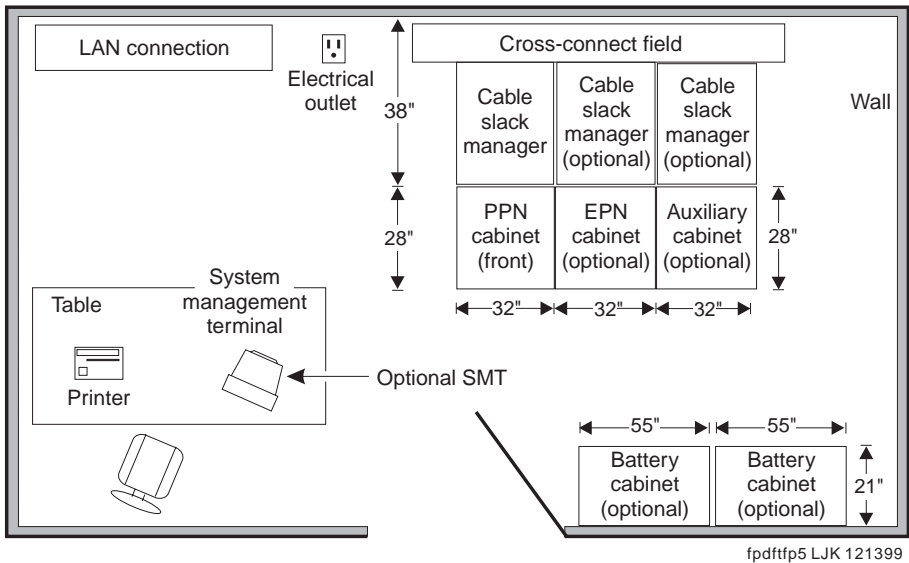 LAN connection
Electrical
outlet
38"
Cross-connect field
Cable
slack
manager
Cable
slack
manager
(optional)
Cable
slack
manager
(optional)
Wall
28"
PPN
cabinet
(front)
EPN
cabinet
(optional)
Auxiliary
cabinet
(optional)
28"
32"
32"
32"
Table
System
management
terminal
Printer
Optional SMT
55"
55"
Battery
cabinet
(optional)
Battery
cabinet
(optional)
21"
fpdftfp5 LJK 121399